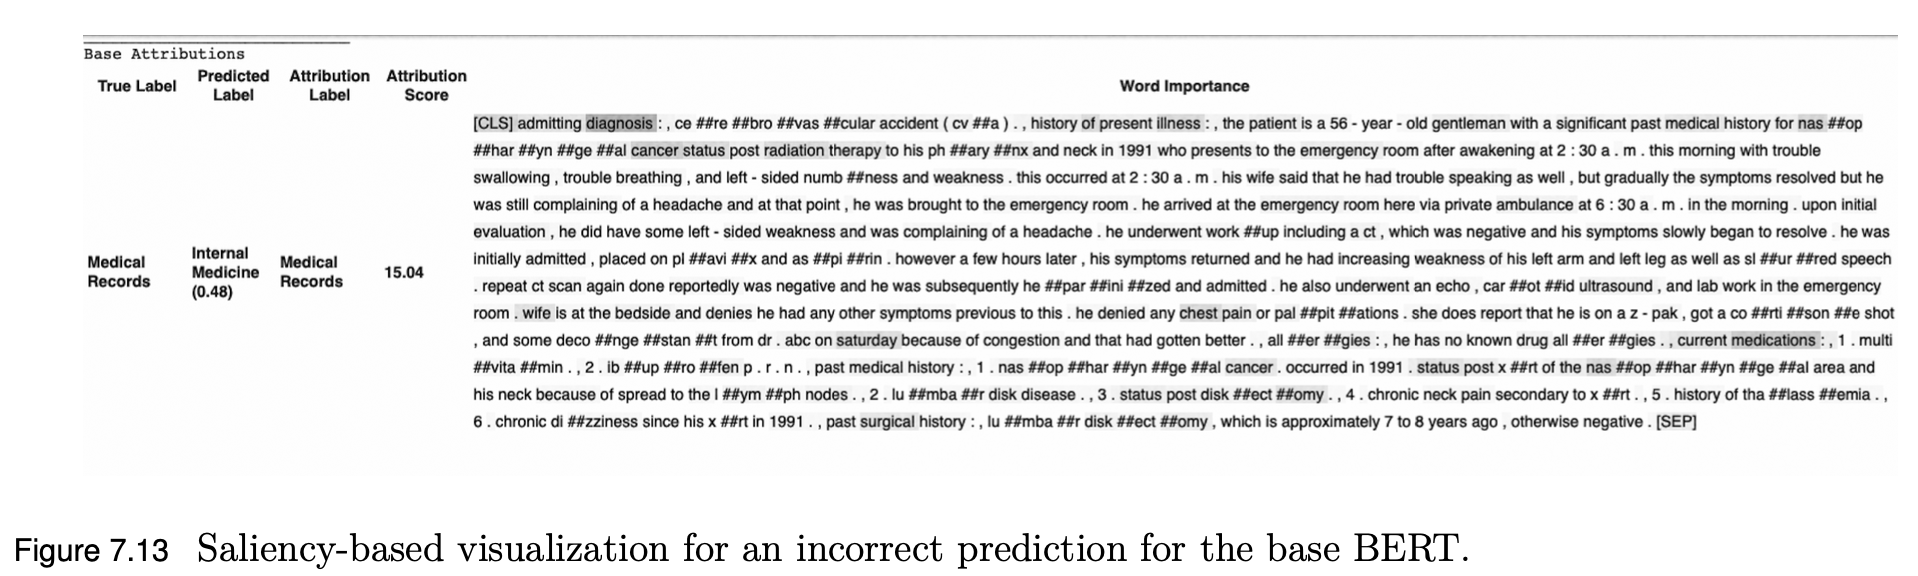 Base Attributions
True Label Predicted Label Attribution Label Attribution Score Word Importance
[CLS] admitting diagnosis : , ce ##re ##bro ##vas ##cular accident ( cv ##a ) . , history of present illness : , the patient is a 56 - year - old gentleman with a significant past medical history for nas ##op
##har ##yn ##ge ##al cancer status post radiation therapy to his ph ##ary ##nx and neck in 1991 who presents to the emergency room after awakening at 2 : 30 a . m . this morning with trouble
swallowing , trouble breathing , and left - sided numb ##ness and weakness . this occurred at 2 : 30 a . m . his wife said that he had trouble speaking as well , but gradually the symptoms resolved but he
was still complaining of a headache and at that point , he was brought to the emergency room . he arrived at the emergency room here via private ambulance at 6 : 30 a . m . in the morning . upon initial
evaluation , he did have some left - sided weakness and was complaining of a headache . he underwent work ##up including a ct , which was negative and his symptoms slowly began to resolve . he was
Medical Records Internal Medicine (0.48) Medical Records 15.04 initially admitted , placed on pl ##avi ##x and as ##pi ##rin . however a few hours later , his symptoms returned and he had increasing weakness of his left arm and left leg as well as sl ##ur ##red speech
. repeat ct scan again done reportedly was negative and he was subsequently he ##par ##ini ##zed and admitted . he also underwent an echo , car ##ot ##id ultrasound , and lab work in the emergency
room . wife is at the bedside and denies he had any other symptoms previous to this . he denied any chest pain or pal ##pit ##ations . she does report that he is on a z - pak , got a co ##rti ##son ##e shot
, and some deco ##nge ##stan ##t from dr . abc on saturday because of congestion and that had gotten better . , all ##er ##gies : , he has no known drug all ##er ##gies . , current medications : , 1 . multi
##vita ##min . , 2 . ib ##up ##ro ##fen p . r . n . , past medical history : , 1 . nas ##op ##har ##yn ##ge ##al cancer . occurred in 1991 . status post x ##rt of the nas ##op ##har ##yn ##ge ##al area and
his neck because of spread to the l ##ym ##ph nodes . , 2 . lu ##mba ##r disk disease . , 3 . status post disk ##ect ##omy . , 4 . chronic neck pain secondary to x ##rt . , 5 . history of tha ##lass ##emia . ,
6 . chronic di ##zziness since his x ##rt in 1991 . , past surgical history : , lu ##mba ##r disk ##ect ##omy , which is approximately 7 to 8 years ago , otherwise negative . [SEP]
Figure 7.13 Saliency-based visualization for an incorrect prediction for the base BERT.